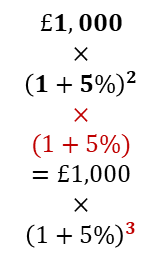 £1,000
×
(1 + 5%)²
×
(1 + 5%)
= £1,000
×
(1 + 5%)³